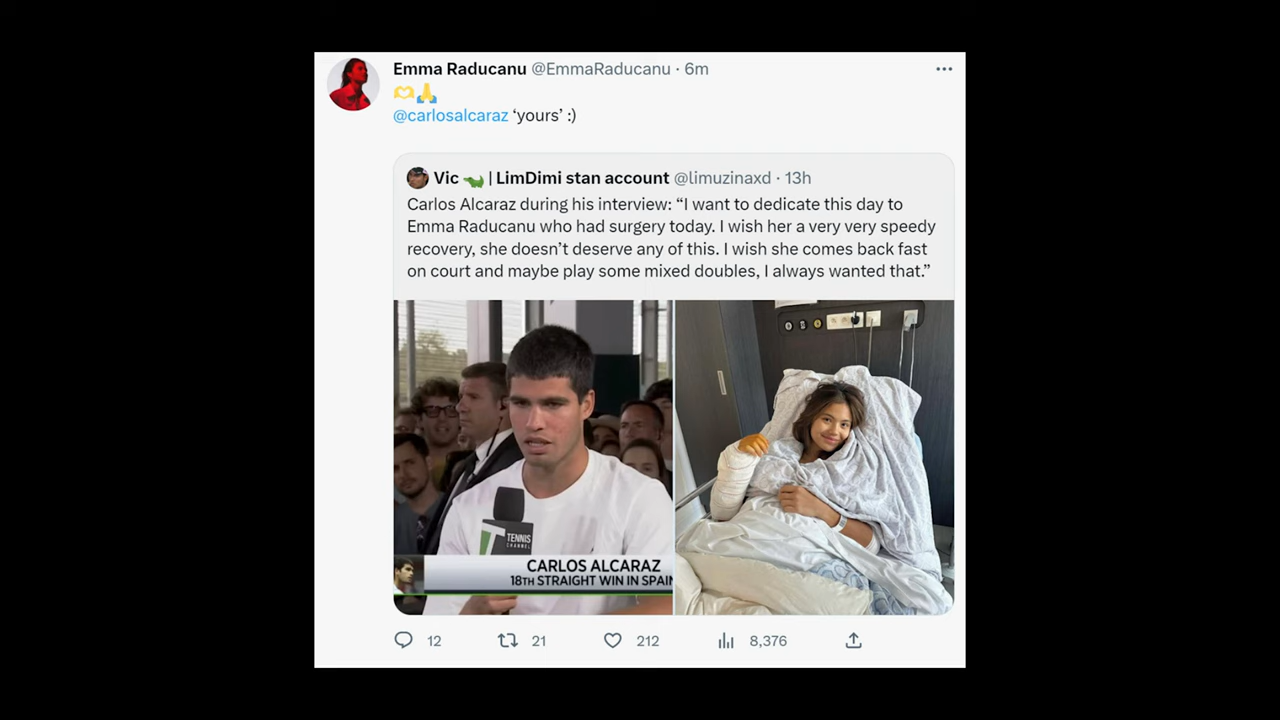 Emma Raducanu @EmmaRaducanu · 6m
🫶🙏
@carlosalcaraz ‘yours’ :)
Vic 🐊 | LimDimi stan account @limuzinaxd · 13h
Carlos Alcaraz during his interview: “I want to dedicate this day to
Emma Raducanu who had surgery today. I wish her a very very speedy
recovery, she doesn’t deserve any of this. I wish she comes back fast
on court and maybe play some mixed doubles, I always wanted that.”
TENNIS
CHANNEL
CARLOS ALCARAZ
18TH STRAIGHT WIN IN SPAIN
12 21 212 8,376